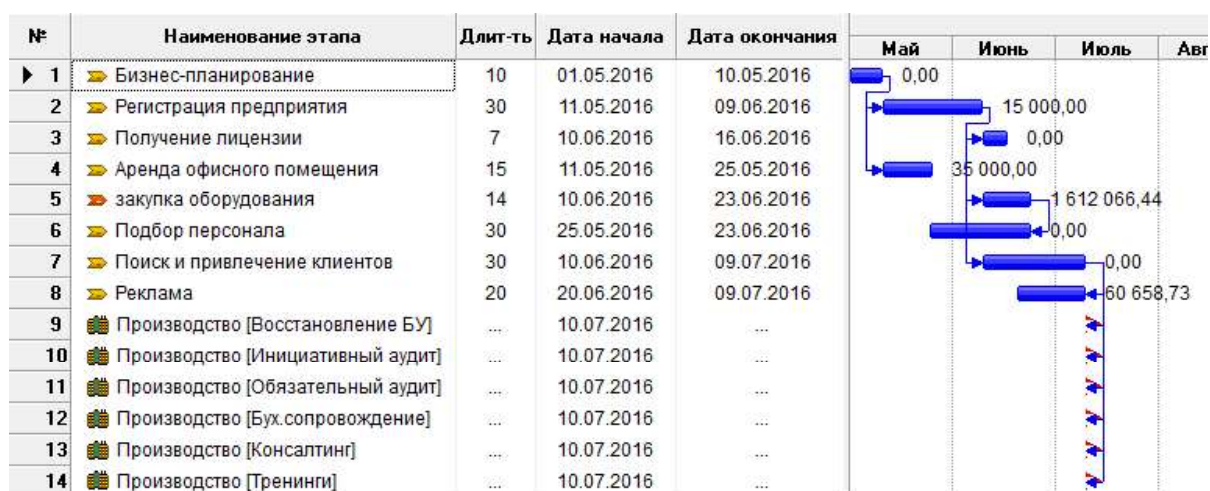 № Наименование этапа Длит-ть Дата начала Дата окончания Май Июнь Июль Авг
1 Бизнес-планирование 10 01.05.2016 10.05.2016 0,00
2 Регистрация предприятия 30 11.05.2016 09.06.2016 15 000,00
3 Получение лицензии 7 10.06.2016 16.06.2016 0,00
4 Аренда офисного помещения 15 11.05.2016 25.05.2016 35 000,00
5 закупка оборудования 14 10.06.2016 23.06.2016 1 612 066,44
6 Подбор персонала 30 25.05.2016 23.06.2016 0,00
7 Поиск и привлечение клиентов 30 10.06.2016 09.07.2016 0,00
8 Реклама 20 20.06.2016 09.07.2016 60 658,73
9 Производство [Восстановление БУ] ... 10.07.2016 ...
10 Производство [Инициативный аудит] ... 10.07.2016 ...
11 Производство [Обязательный аудит] ... 10.07.2016 ...
12 Производство [Бух.сопровождение] ... 10.07.2016 ...
13 Производство [Консалтинг] ... 10.07.2016 ...
14 Производство [Тренинги] ... 10.07.2016 ...